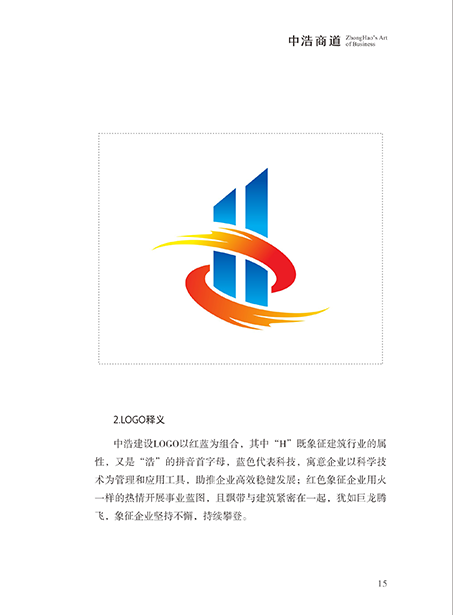 中浩商道 ZhongHao's Art
of Business
2.LOGO释义
中浩建设LOGO以红蓝为组合，其中“H”既象征建筑行业的属
性，又是“浩”的拼音首字母，蓝色代表科技，寓意企业以科学技
术为管理和应用工具，助推企业高效稳健发展；红色象征企业用火
一样的热情开展事业蓝图，且飘带与建筑紧密在一起，犹如巨龙腾
飞，象征企业坚持不懈，持续攀登。
15